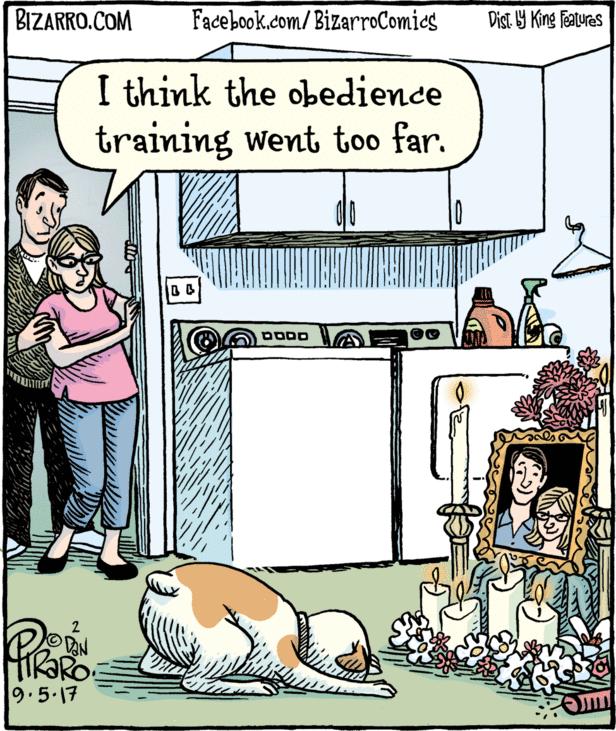 BIZARRO.COM
Facebook.com/BizarroComics
Dist. by King Features
I think the obedience
training went too far.
2
© DAN
PIRARO.
9.5.17